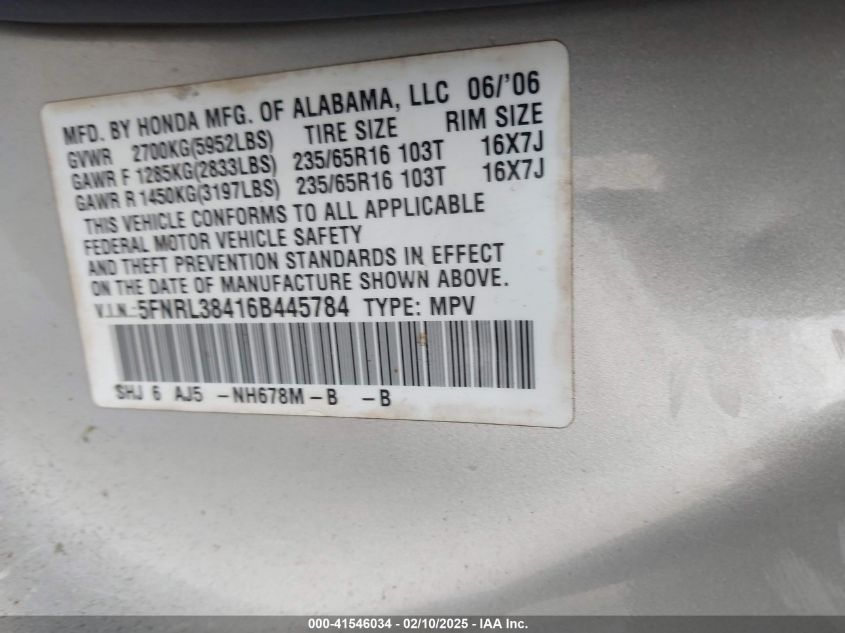 MFD. BY HONDA MFG. OF ALABAMA, LLC 06/'06
GVWR 2700KG(5952LBS) TIRE SIZE RIM SIZE
GAWR F 1285KG(2833LBS) 235/65R16 103T 16X7J
GAWR R 1450KG(3197LBS) 235/65R16 103T 16X7J
THIS VEHICLE CONFORMS TO ALL APPLICABLE
FEDERAL MOTOR VEHICLE SAFETY
AND THEFT PREVENTION STANDARDS IN EFFECT
ON THE DATE OF MANUFACTURE SHOWN ABOVE.
V.I.N.:5FNRL38416B445784 TYPE: MPV
SHJ 6 AJ5 -NH678M-B -B
000-41546034 - 02/10/2025 - IAA Inc.